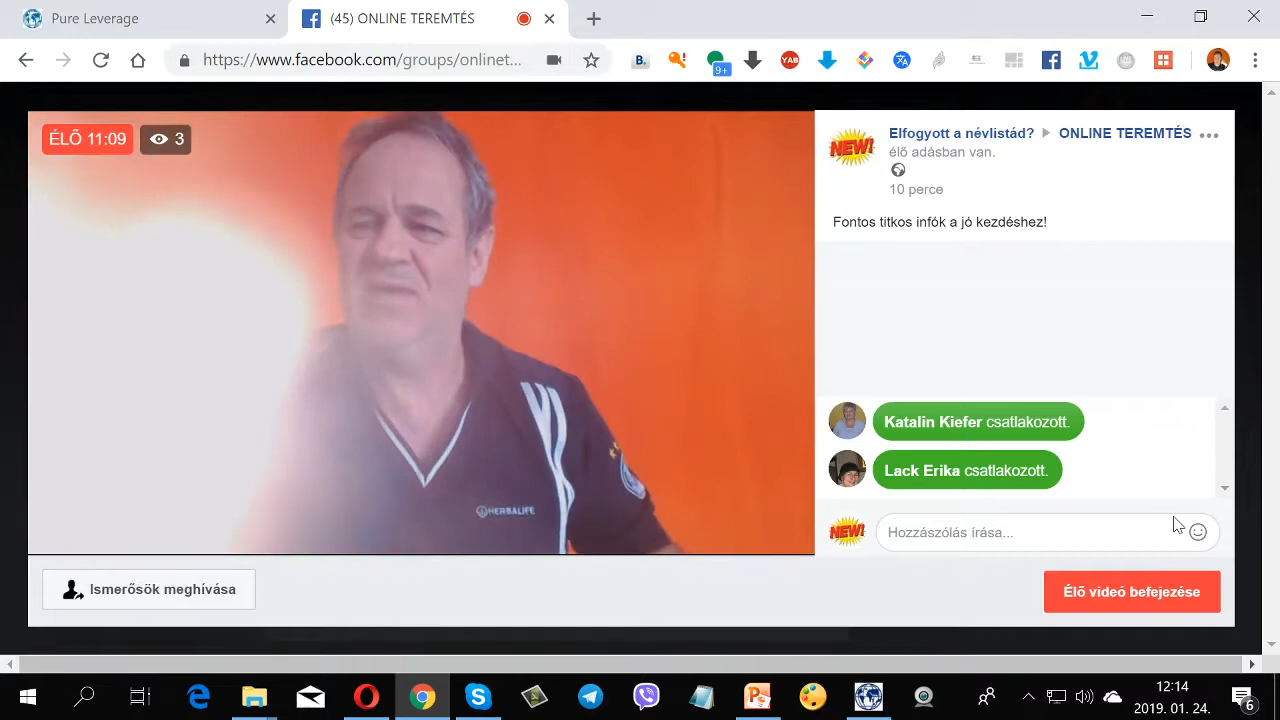 Pure Leverage
(45) ONLINE TEREMTÉS
https://www.facebook.com/groups/onlinet...
B.
9+
YAB
ÉLŐ 11:09
3
NEW!
Elfogyott a névlistád? ONLINE TEREMTÉS
élő adásban van.
10 perce
Fontos titkos infók a jó kezdéshez!
HERBALIFE
Katalin Kiefer csatlakozott.
Lack Erika csatlakozott.
NEW!
Hozzászólás írása...
Ismerősök meghívása
Élő videó befejezése
12:14
2019. 01. 24.
6